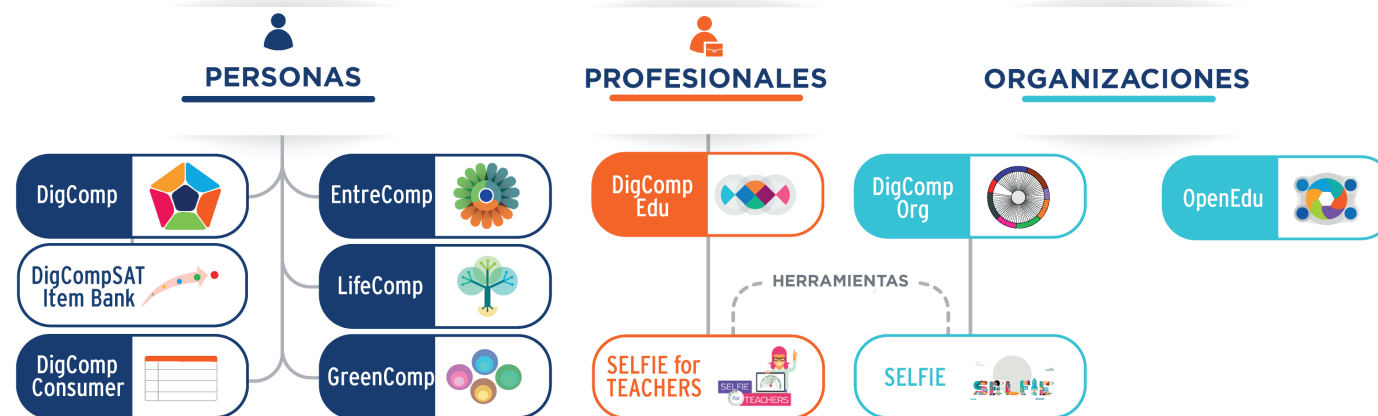 PERSONAS
PROFESIONALES
ORGANIZACIONES
DigComp
EntreComp
DigComp
Edu
DigComp
Org
OpenEdu
DigCompSAT
Item Bank
LifeComp
HERRAMIENTAS
DigComp
Consumer
GreenComp
SELFIE for
TEACHERS
SELFIE
for
TEACHERS
SELFIE
SELFIE